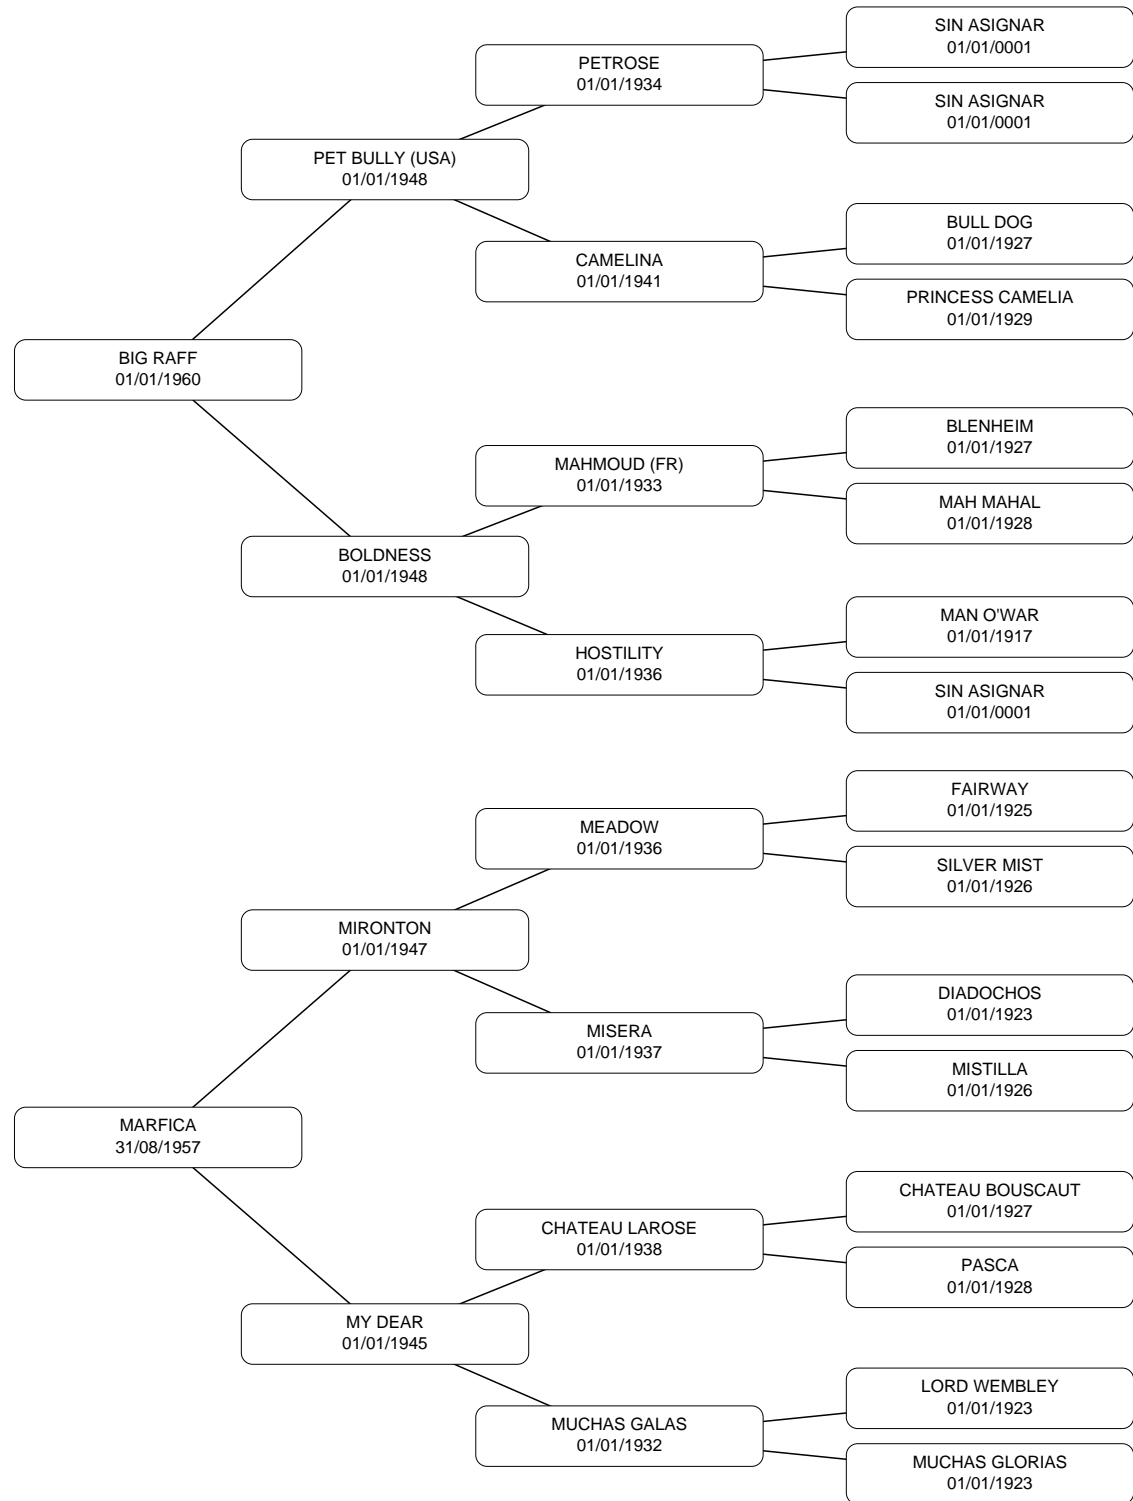 SIN ASIGNAR
01/01/0001
PETROSE
01/01/1934
SIN ASIGNAR
01/01/0001
PET BULLY (USA)
01/01/1948
BULL DOG
01/01/1927
CAMELINA
01/01/1941
PRINCESS CAMELIA
01/01/1929
BIG RAFF
01/01/1960
BLENHEIM
01/01/1927
MAHMOUD (FR)
01/01/1933
MAH MAHAL
01/01/1928
BOLDNESS
01/01/1948
MAN O'WAR
01/01/1917
HOSTILITY
01/01/1936
SIN ASIGNAR
01/01/0001
FAIRWAY
01/01/1925
MEADOW
01/01/1936
SILVER MIST
01/01/1926
MIRONTON
01/01/1947
DIADOCHOS
01/01/1923
MISERA
01/01/1937
MISTILLA
01/01/1926
MARFICA
31/08/1957
CHATEAU BOUSCAUT
01/01/1927
CHATEAU LAROSE
01/01/1938
PASCA
01/01/1928
MY DEAR
01/01/1945
LORD WEMBLEY
01/01/1923
MUCHAS GALAS
01/01/1932
MUCHAS GLORIAS
01/01/1923